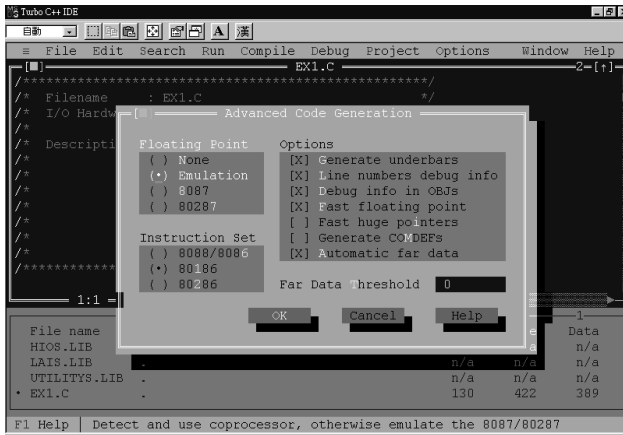 Turbo C++ IDE
自動 A 漢
≡ File Edit Search Run Compile Debug Project Options Window Help
[■] EX1.C 2=[↑]
/***************************************************/
/* Filename : EX1.C */
/* I/O Hardw
/*
/* Descripti
/*
/*
/*
/*
/*
/************
1:1
[■] Advanced Code Generation
Floating Point
( ) None
(•) Emulation
( ) 8087
( ) 80287
Instruction Set
( ) 8088/8086
(•) 80186
( ) 80286
Options
[X] Generate underbars
[X] Line numbers debug info
[X] Debug info in OBJs
[X] Fast floating point
[ ] Fast huge pointers
[ ] Generate COMDEFs
[X] Automatic far data
Far Data Threshold 0
OK Cancel Help
1
File name e Data
HIOS.LIB a n/a
LAIS.LIB . n/a n/a n/a
UTILITYS.LIB . n/a n/a n/a
• EX1.C . 130 422 389
F1 Help | Detect and use coprocessor, otherwise emulate the 8087/80287